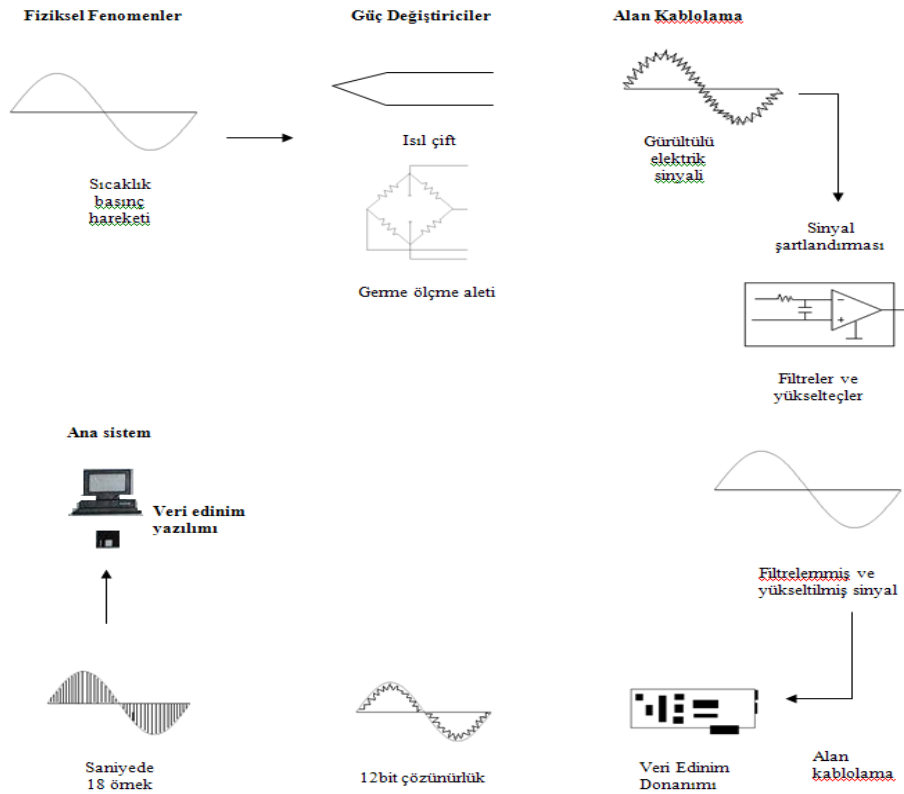 Fiziksel Fenomenler
Güç Değiştiriciler
Alan Kablolama
Sıcaklık
basınç
hareketi
Isıl çift
Germe ölçme aleti
Gürültülü
elektrik
sinyali
Sinyal
şartlandırması
Filtreler ve
yükselteçler
Filtrelemmiş ve
yükseltilmiş sinyal
Alan
kablolama
Veri Edinim
Donanımı
12bit çözünürlük
Saniyede
18 örnek
Ana sistem
Veri edinim
yazılımı